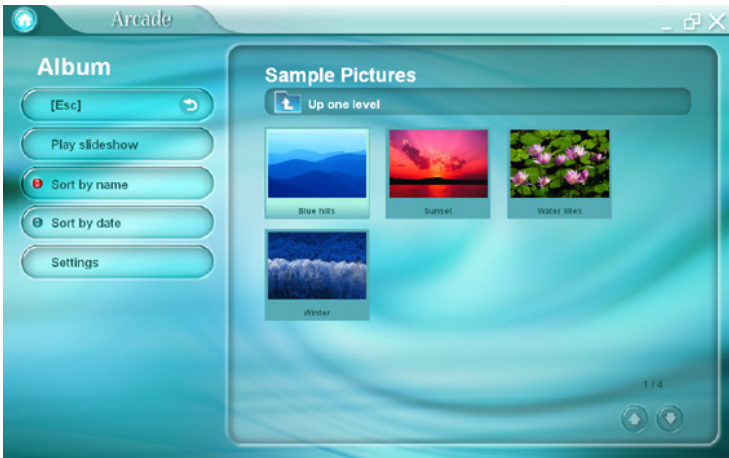 Arcade
Album
[Esc]
Play slideshow
Sort by name
Sort by date
Settings
Sample Pictures
Up one level
Blue hills
Sunset
Water lilies
Winter
1 / 4